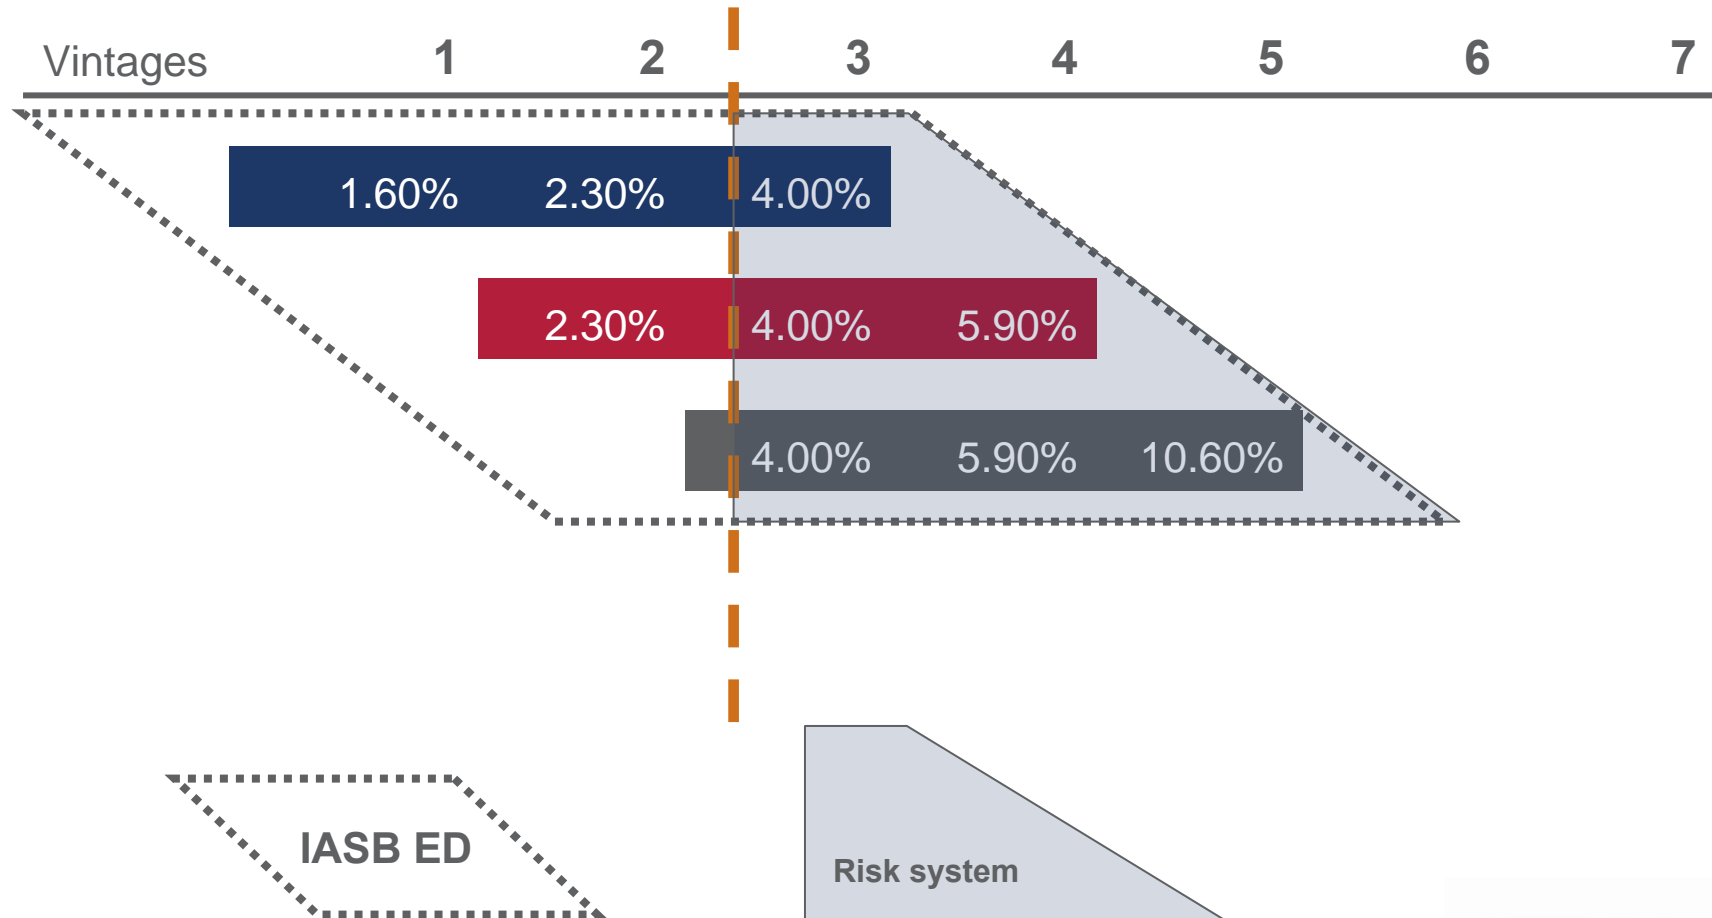 Vintages 1 2 3 4 5 6 7
1.60% 2.30% 4.00%
2.30% 4.00% 5.90%
4.00% 5.90% 10.60%
IASB ED
Risk system